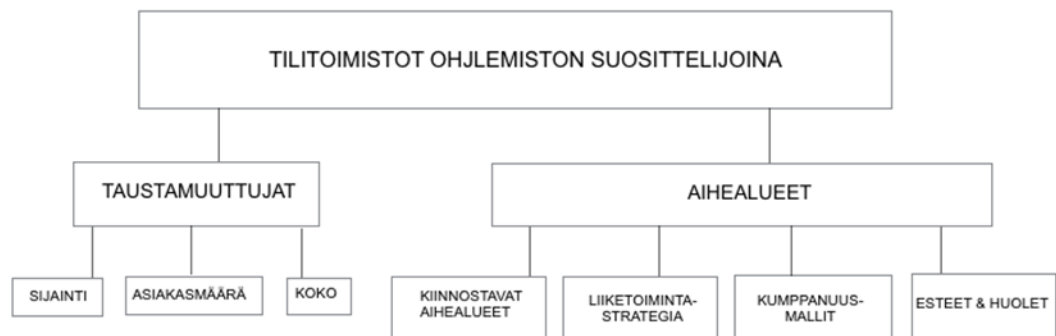 TILITOIMISTOT OHJLEMISTON SUOSITTELIJOINA
TAUSTAMUUTTUJAT
AIHEALUEET
SIJAINTI
ASIAKASMÄÄRÄ
KOKO
KIINNOSTAVAT
AIHEALUEET
LIIKETOIMINTA-
STRATEGIA
KUMPPANUUS-
MALLIT
ESTEET & HUOLET